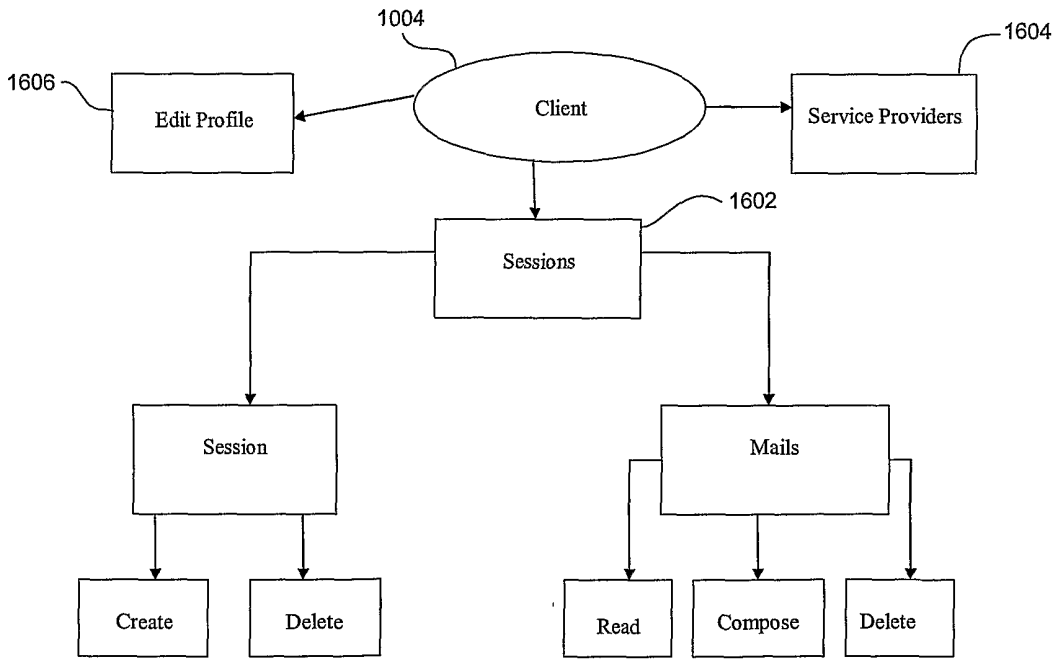 1004
1604
1606
Client
Edit Profile
Service Providers
1602
Sessions
Session
Mails
Create
Delete
Read
Compose
Delete